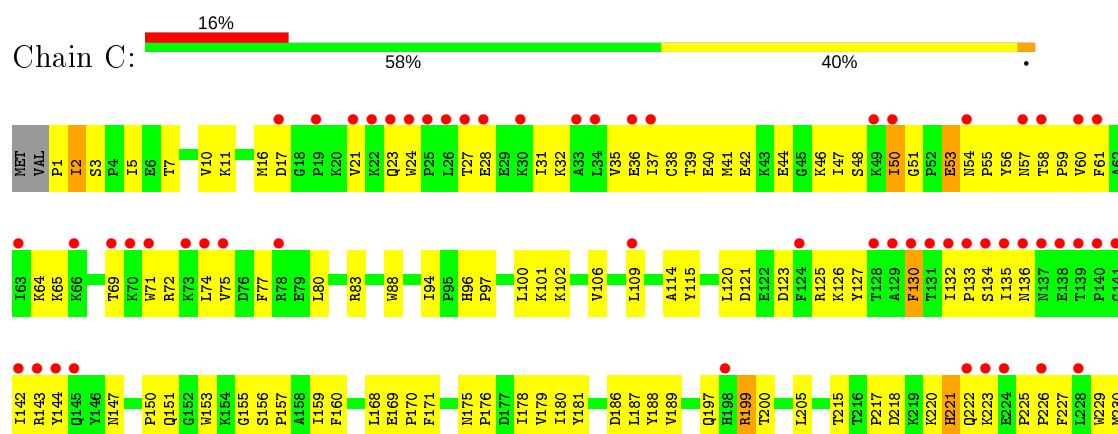 16%
Chain C:
58% 40% •
MET VAL P1 I2 S3 P4 I5 E6 T7 V10 K11 M16 D17 G18 P19 K20 V21 K22 Q23 W24 P25 L26 T27 E28 E29 K30 I31 K32 A33 L34 V35 E36 I37 C38 T39 E40 M41 E42 K43 E44 G45 K46 I47 S48 K49 I50 G51 P52 E53 N54 P55 Y56 N57 T58 P59 V60 F61 A62
I63 K64 K65 K66 T69 K70 W71 R72 K73 L74 V75 D76 F77 R78 E79 L80 R83 W88 I94 P95 H96 P97 L100 K101 K102 V106 L109 A114 Y115 L120 D121 E122 D123 F124 R125 K126 Y127 T128 A129 F130 T131 I132 P133 S134 I135 N136 N137 E138 T139 P140 G141
I142 R143 Y144 Q145 Y146 N147 P150 Q151 G152 W153 K154 G155 S156 P157 A158 I159 F160 L168 E169 P170 F171 N175 P176 D177 I178 V179 I180 Y181 D186 L187 Y188 V189 Q197 H198 R199 T200 L205 T215 T216 P217 D218 K219 K220 H221 Q222 K223 E224 P225 P226 F227 L228 W229